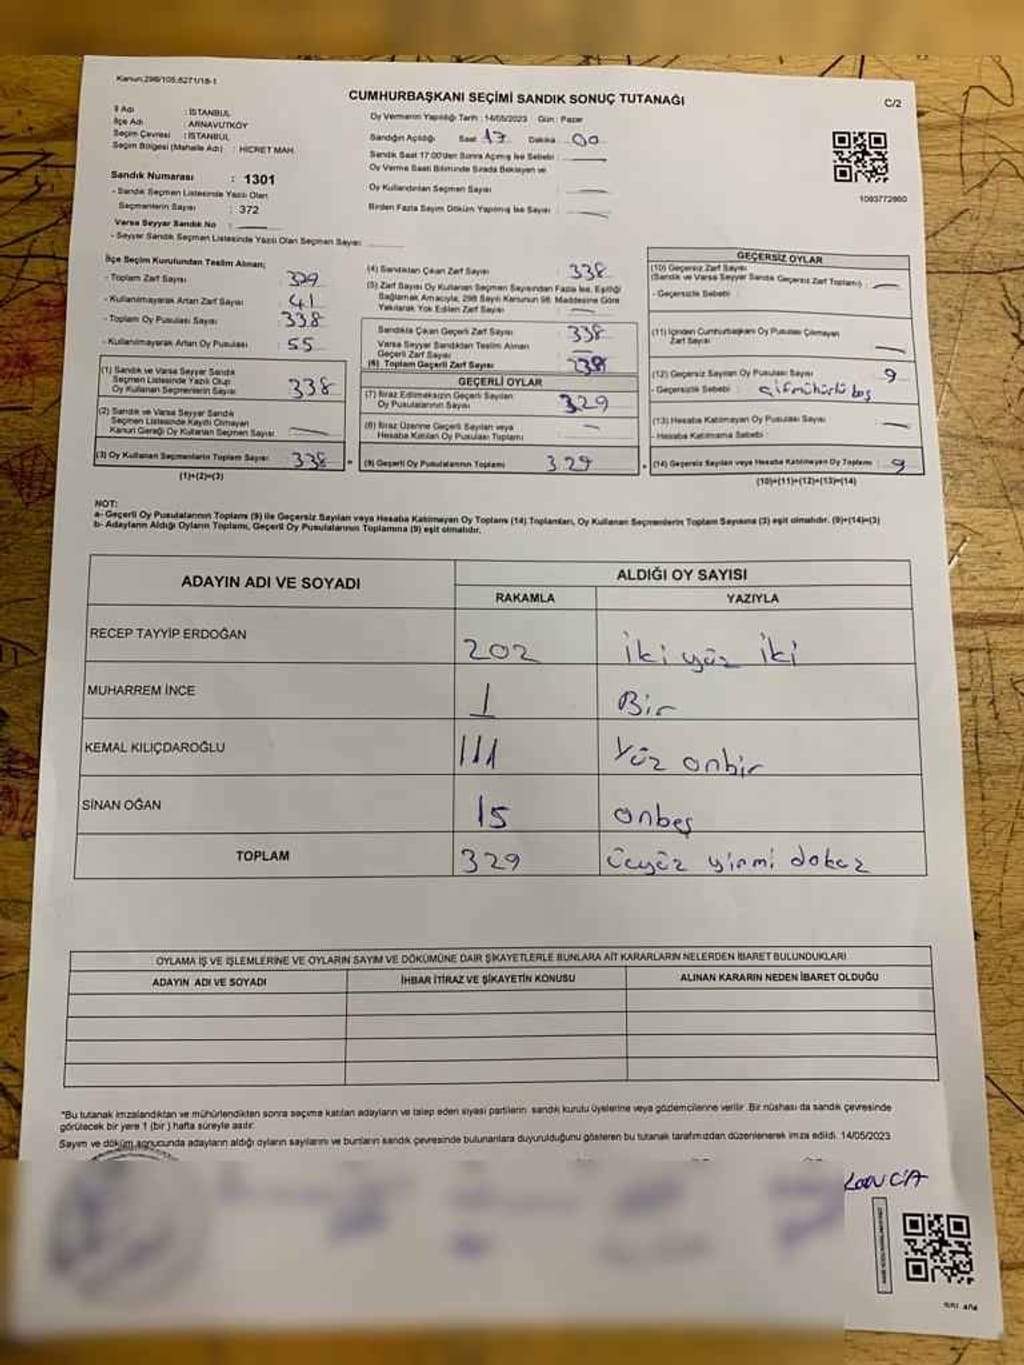 Kanun:298/105,6271/18-1
CUMHURBAŞKANI SEÇİMİ SANDIK SONUÇ TUTANAĞI
C/2
İl Adı : İSTANBUL
İlçe Adı : ARNAVUTKÖY
Seçim Çevresi : İSTANBUL
Seçim Bölgesi (Mahalle Adı) : HİCRET MAH.
Oy Vermenin Yapıldığı Tarih : 14/05/2023 Gün : Pazar
Sandığın Açıldığı Saat 17 Dakika 00
Sandık Saat 17:00'den Sonra Açılmış İse Sebebi :
Oy Verme Saati Bitiminde Sırada Bekleyen ve
Oy Kullandırılan Seçmen Sayısı
Birden Fazla Sayım Döküm Yapılmış İse Sayısı
1093772860
Sandık Numarası : 1301
- Sandık Seçmen Listesinde Yazılı Olan
Seçmenlerin Sayısı : 372
Varsa Seyyar Sandık No :
- Seyyar Sandık Seçmen Listesinde Yazılı Olan Seçmen Sayısı
İlçe Seçim Kurulundan Teslim Alınan;
- Toplam Zarf Sayısı 329
- Kullanılmayarak Artan Zarf Sayısı 41
- Toplam Oy Pusulası Sayısı 338
- Kullanılmayarak Artan Oy Pusulası 55
(1) Sandık ve Varsa Seyyar Sandık
Seçmen Listesinde Yazılı Olup
Oy Kullanan Seçmenlerin Sayısı 338
(2) Sandık ve Varsa Seyyar Sandık
Seçmen Listesinde Kayıtlı Olmayan
Kanun Gereği Oy Kullanan Seçmen Sayısı
(3) Oy Kullanan Seçmenlerin Toplam Sayısı 338
(1)+(2)=(3)
(4) Sandıktan Çıkan Zarf Sayısı 338
(5) Zarf Sayısı Oy Kullanan Seçmen Sayısından Fazla İse, Eşitliği
Sağlamak Amacıyla, 298 Sayılı Kanunun 98. Maddesine Göre
Yakılarak Yok Edilen Zarf Sayısı
Sandıkta Çıkan Geçerli Zarf Sayısı 338
Varsa Seyyar Sandıktan Teslim Alınan
Geçerli Zarf Sayısı
(6) Toplam Geçerli Zarf Sayısı 338
GEÇERLİ OYLAR
(7) İtiraz Edilmeksizin Geçerli Sayılan
Oy Pusulalarının Sayısı 329
(8) İtiraz Üzerine Geçerli Sayılan veya
Hesaba Katılan Oy Pusulası Toplamı
= (9) Geçerli Oy Pusulalarının Toplamı 329
GEÇERSİZ OYLAR
(10) Geçersiz Zarf Sayısı
(Sandık ve Varsa Seyyar Sandık Geçersiz Zarf Toplamı) :
- Geçersizlik Sebebi :
(11) İçinden Cumhurbaşkanı Oy Pusulası Çıkmayan
Zarf Sayısı
(12) Geçersiz Sayılan Oy Pusulası Sayısı 9
- Geçersizlik Sebebi : çift mühürlü boş
(13) Hesaba Katılmayan Oy Pusulası Sayısı
- Hesaba Katılmama Sebebi :
+ (14) Geçersiz Sayılan veya Hesaba Katılmayan Oy Toplamı : 9
(10)+(11)+(12)+(13)=(14)
NOT:
a- Geçerli Oy Pusulalarının Toplamı (9) ile Geçersiz Sayılan veya Hesaba Katılmayan Oy Toplamı (14) Toplamları, Oy Kullanan Seçmenlerin Toplam Sayısına (3) eşit olmalıdır. (9)+(14)=(3)
b- Adayların Aldığı Oyların Toplamı, Geçerli Oy Pusulalarının Toplamına (9) eşit olmalıdır.
ADAYIN ADI VE SOYADI ALDIĞI OY SAYISI
RAKAMLA YAZIYLA
RECEP TAYYİP ERDOĞAN 202 iki yüz iki
MUHARREM İNCE 1 Bir
KEMAL KILIÇDAROĞLU 111 Yüz onbir
SİNAN OĞAN 15 onbeş
TOPLAM 329 üçyüz yirmi dokuz
OYLAMA İŞ VE İŞLEMLERİNE VE OYLARIN SAYIM VE DÖKÜMÜNE DAİR ŞİKAYETLERLE BUNLARA AİT KARARLARIN NELERDEN İBARET BULUNDUKLARI
ADAYIN ADI VE SOYADI İHBAR İTİRAZ VE ŞİKAYETİN KONUSU ALINAN KARARIN NEDEN İBARET OLDUĞU
*Bu tutanak imzalandıktan ve mühürlendikten sonra seçime katılan adayların ve talep eden siyasi partilerin sandık kurulu üyelerine veya gözlemcilerine verilir. Bir nüshası da sandık çevresinde
görülecek bir yere 1 (bir) hafta süreyle asılır.
Sayım ve döküm sonucunda adayların aldığı oyların sayılarını ve bunların sandık çevresinde bulunanlara duyurulduğunu gösteren bu tutanak tarafımızdan düzenlenerek imza edildi. 14/05/2023